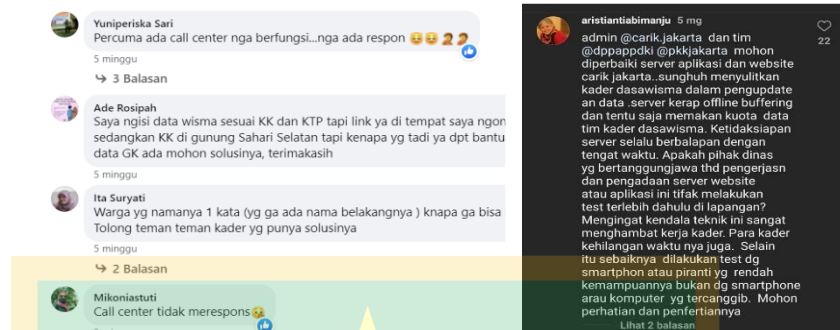 Yuniperiska Sari
Percuma ada call center nga berfungsi...nga ada respon 😔😔🤦🤦
5 minggu
↪ 3 Balasan
Ade Rosipah
Saya ngisi data wisma sesuai KK dan KTP tapi link ya di tempat saya ngon
sedangkan KK di gunung Sahari Selatan tapi kenapa yg tadi ya dpt bantu
data GK ada mohon solusinya, terimakasih
5 minggu
Ita Suryati
Warga yg namanya 1 kata (yg ga ada nama belakangnya ) knapa ga bisa
Tolong teman teman kader yg punya solusinya
5 minggu
↪ 2 Balasan
Mikoniastuti
Call center tidak merespons😪
aristiantiabimanju 5 mg
admin @carik.jakarta dan tim
@dppappdki @pkkjakarta mohon
diperbaiki server aplikasi dan website
carik jakarta..sunghuh menyulitkan
kader dasawisma dalam pengupdate
an data .server kerap offline buffering
dan tentu saja memakan kuota data
tim kader dasawisma. Ketidaksiapan
server selalu berbalapan dengan
tengat waktu. Apakah pihak dinas
yg bertanggungjawa thd pengerjasn
dan pengadaan server website
atau aplikasi ini tifak melakukan
test terlebih dahulu di lapangan?
Mengingat kendala teknik ini sangat
menghambat kerja kader. Para kader
kehilangan waktu nya juga. Selain
itu sebaiknya dilakukan test dg
smartphon atau piranti yg rendah
kemampuannya bukan dg smartphone
arau komputer yg tercanggib. Mohon
perhatian dan penfertiannya
Lihat 2 balasan
22